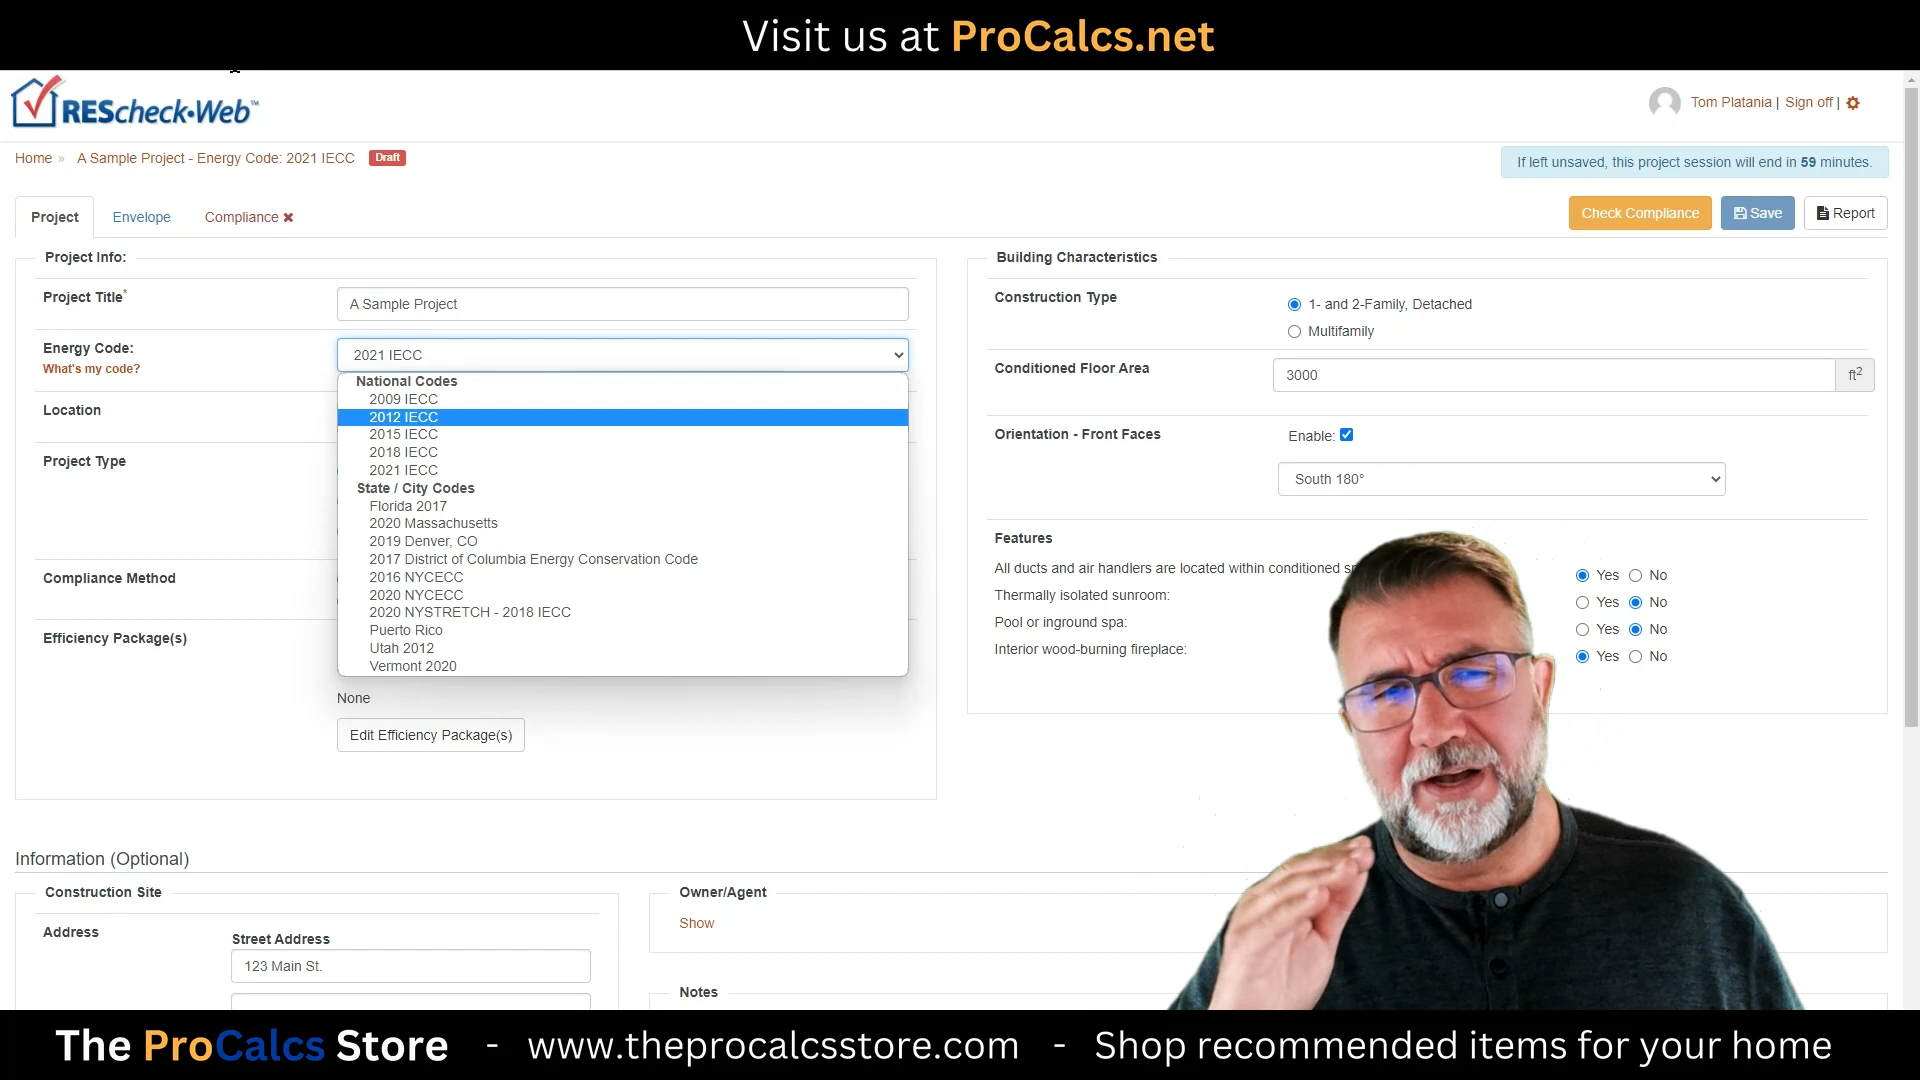 Visit us at ProCalcs.net
REScheck-Web™
Tom Platania | Sign off |
Home » A Sample Project - Energy Code: 2021 IECC Draft
If left unsaved, this project session will end in 59 minutes.
Project Envelope Compliance ✖
Check Compliance Save Report
Project Info:
Project Title*
A Sample Project
Energy Code:
What's my code?
2021 IECC
National Codes
2009 IECC
2012 IECC
2015 IECC
2018 IECC
2021 IECC
State / City Codes
Florida 2017
2020 Massachusetts
2019 Denver, CO
2017 District of Columbia Energy Conservation Code
2016 NYCECC
2020 NYCECC
2020 NYSTRETCH - 2018 IECC
Puerto Rico
Utah 2012
Vermont 2020
Location
Project Type
Compliance Method
Efficiency Package(s)
None
Edit Efficiency Package(s)
Building Characteristics
Construction Type
1- and 2-Family, Detached
Multifamily
Conditioned Floor Area
3000 ft²
Orientation - Front Faces
Enable:
South 180°
Features
All ducts and air handlers are located within conditioned
Yes No
Thermally isolated sunroom:
Yes No
Pool or inground spa:
Yes No
Interior wood-burning fireplace:
Yes No
Information (Optional)
Construction Site
Address
Street Address
123 Main St.
Owner/Agent
Show
Notes
The ProCalcs Store - www.theprocalcsstore.com - Shop recommended items for your home